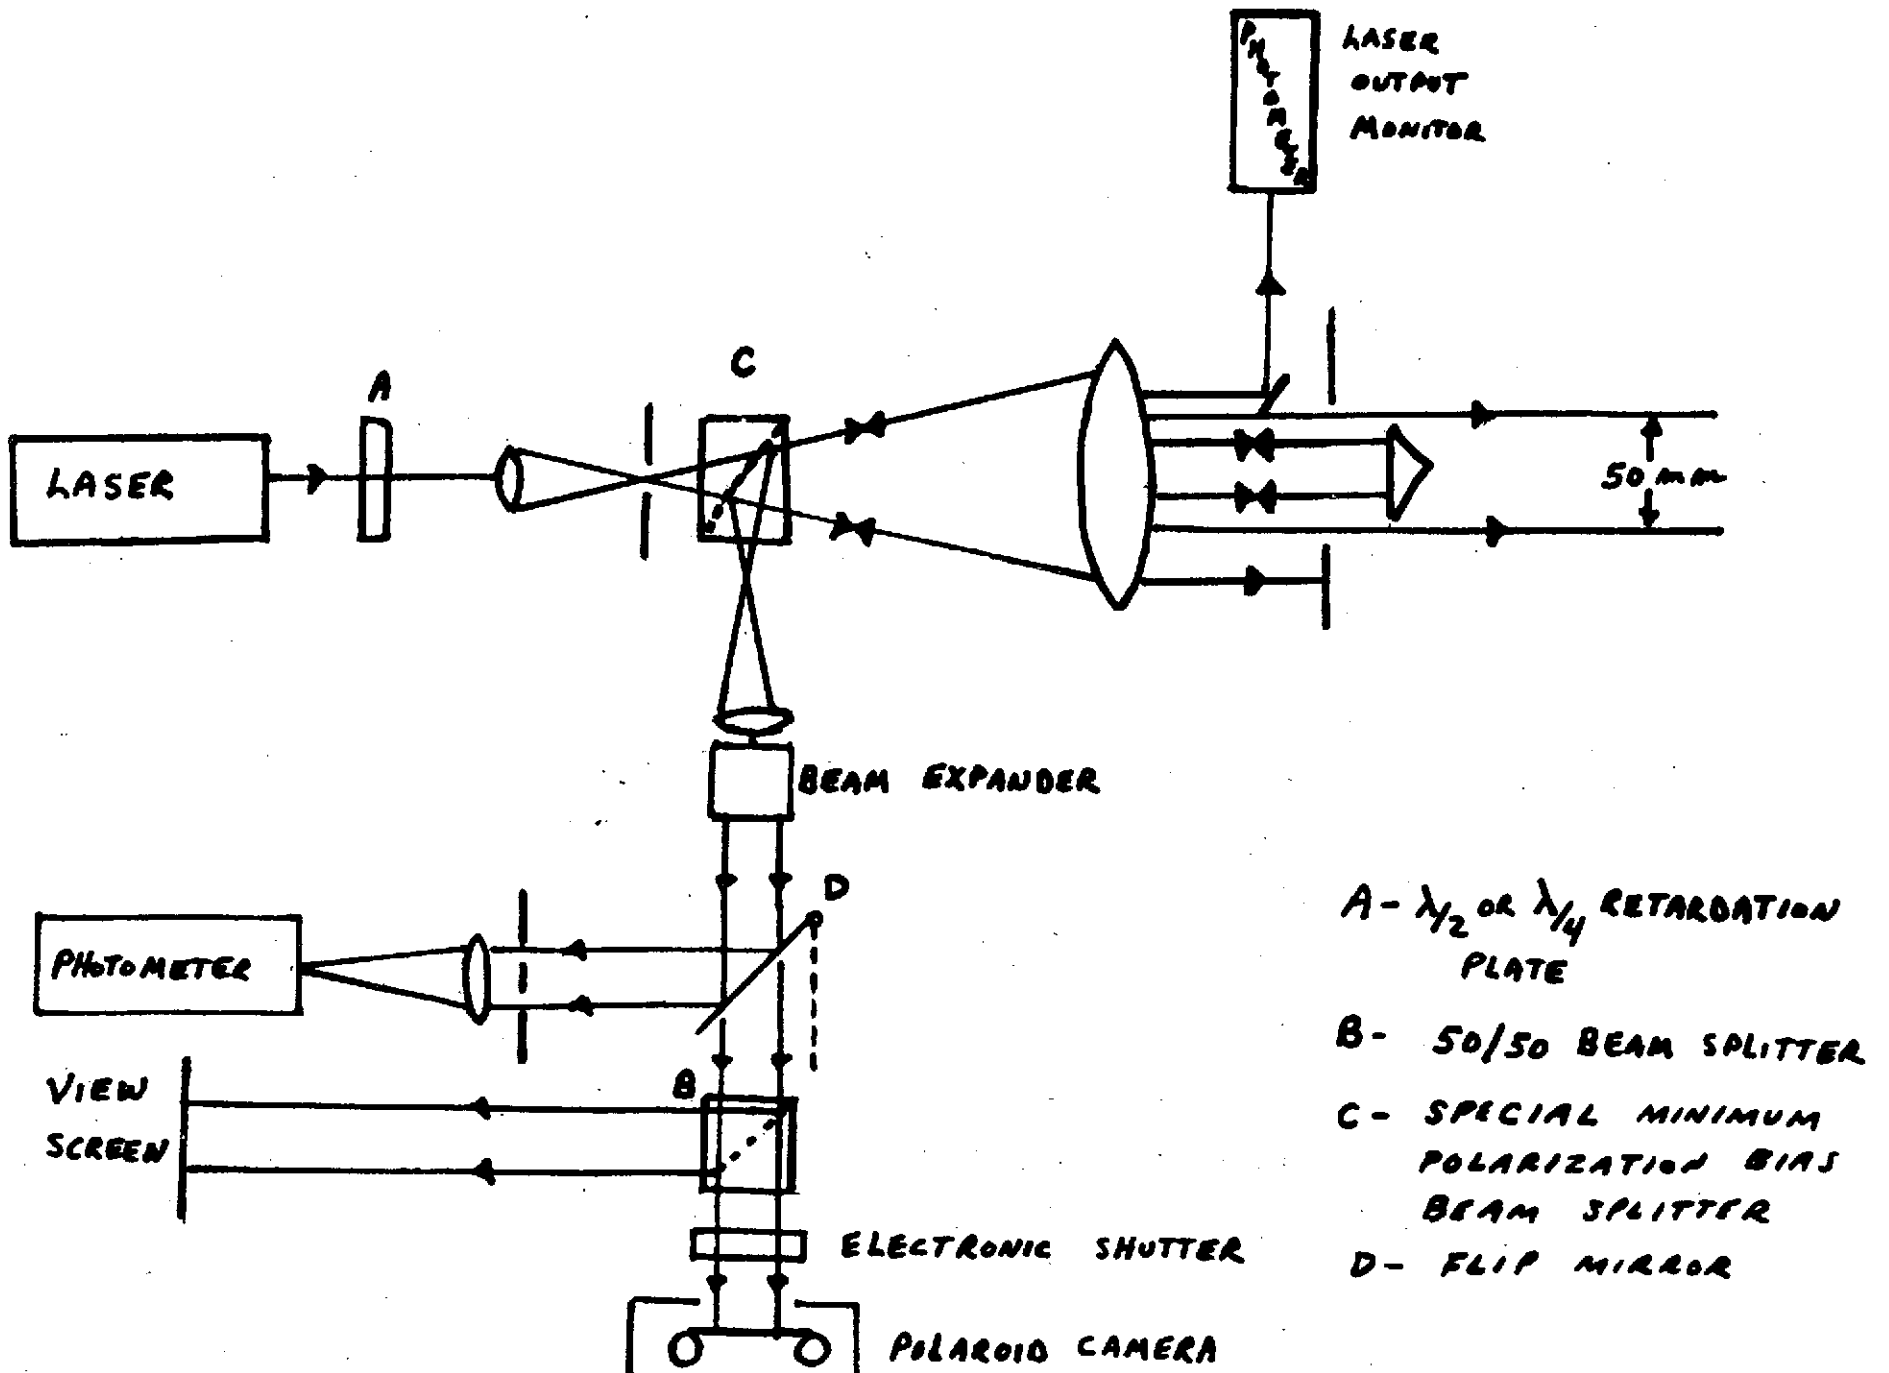 PHOTOMETER
LASER
OUTPUT
MONITOR
C
A
LASER
50 mm
BEAM EXPANDER
D
PHOTOMETER
A - λ/2 OR λ/4 RETARDATION
PLATE
B
VIEW
SCREEN
B - 50/50 BEAM SPLITTER
C - SPECIAL MINIMUM
POLARIZATION BIAS
BEAM SPLITTER
D - FLIP MIRROR
ELECTRONIC SHUTTER
POLAROID CAMERA